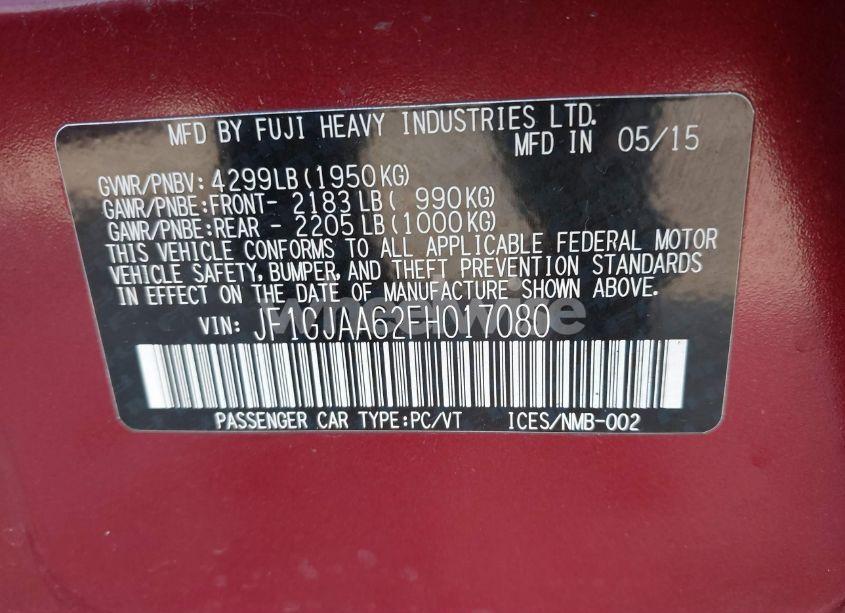 MFD BY FUJI HEAVY INDUSTRIES LTD.
MFD IN 05/15
GVWR/PNBV: 4299LB(1950KG)
GAWR/PNBE:FRONT- 2183LB( 990KG)
GAWR/PNBE:REAR - 2205LB(1000KG)
THIS VEHICLE CONFORMS TO ALL APPLICABLE FEDERAL MOTOR
VEHICLE SAFETY, BUMPER, AND THEFT PREVENTION STANDARDS
IN EFFECT ON THE DATE OF MANUFACTURE SHOWN ABOVE.
VIN: JF1GJAA62FH017080
PASSENGER CAR TYPE:PC/VT ICES/NMB-002